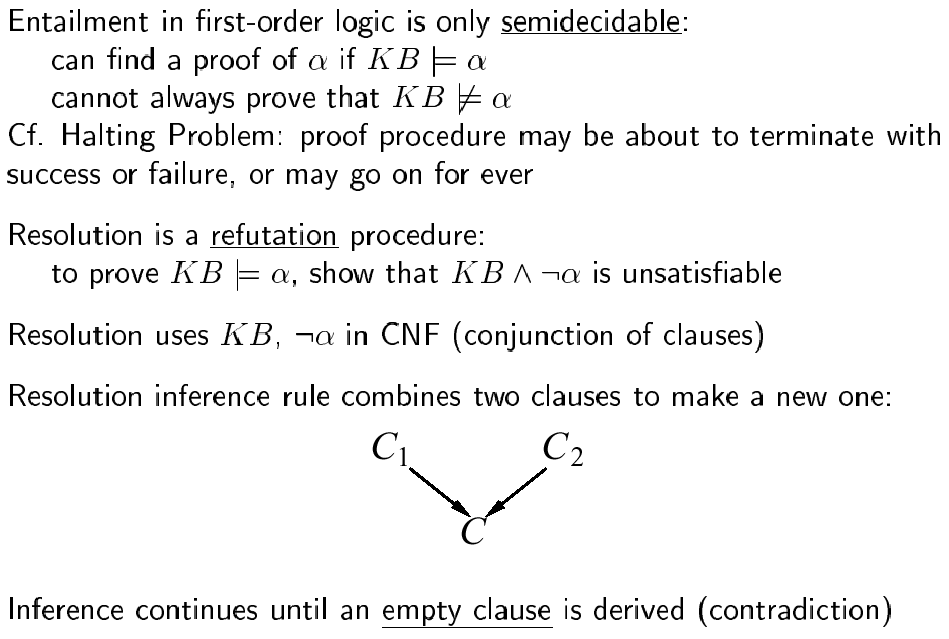 Entailment in first-order logic is only semidecidable:
can find a proof of α if KB ⊨ α
cannot always prove that KB ⊭ α
Cf. Halting Problem: proof procedure may be about to terminate with
success or failure, or may go on for ever
Resolution is a refutation procedure:
to prove KB ⊨ α, show that KB ∧ ¬α is unsatisfiable
Resolution uses KB, ¬α in CNF (conjunction of clauses)
Resolution inference rule combines two clauses to make a new one:
C₁ C₂
C
Inference continues until an empty clause is derived (contradiction)